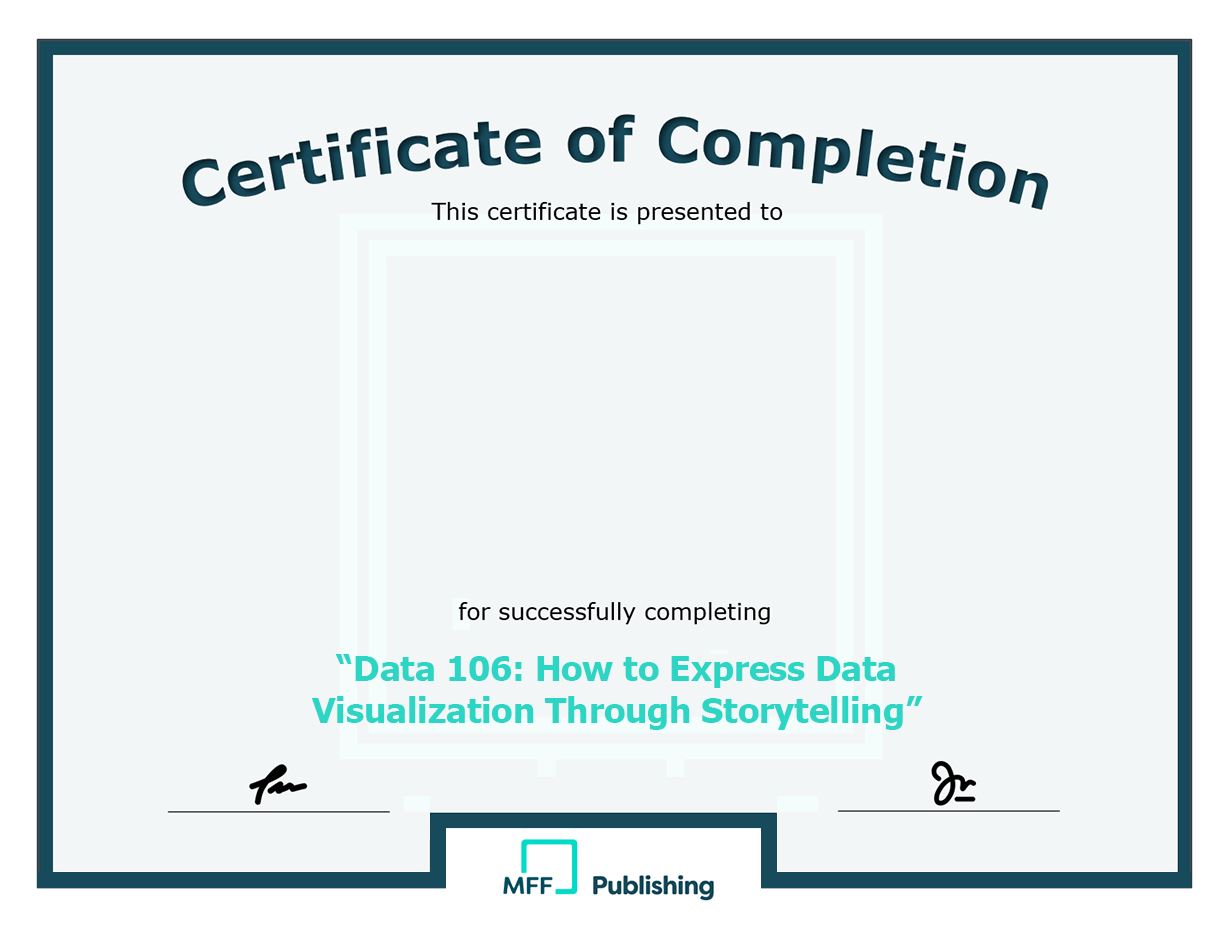 Certificate of Completion
This certificate is presented to
for successfully completing
“Data 106: How to Express Data
Visualization Through Storytelling”
MFF Publishing